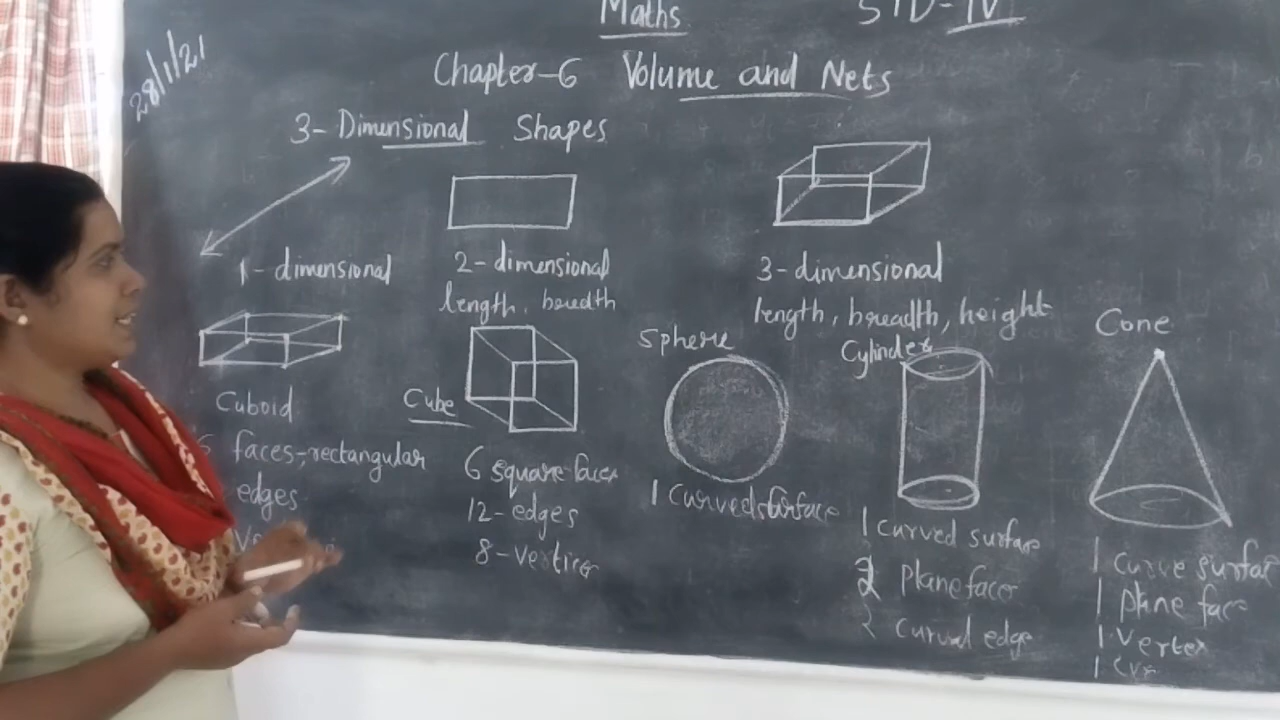 Maths STD-IV
28/1/21
Chapter-6 Volume and Nets
3-Dimensional Shapes
1-dimensional
2-dimensional
length, breadth
3-dimensional
length, breadth, height
Cuboid
6 faces-rectangular
edges
Cube
6 square faces
12-edges
8-vertices
Sphere
1 Curved surface
Cylinder
1 curved surface
2 plane faces
2 curved edge
Cone
1 curve surfac
1 plane face
1 vertex
1